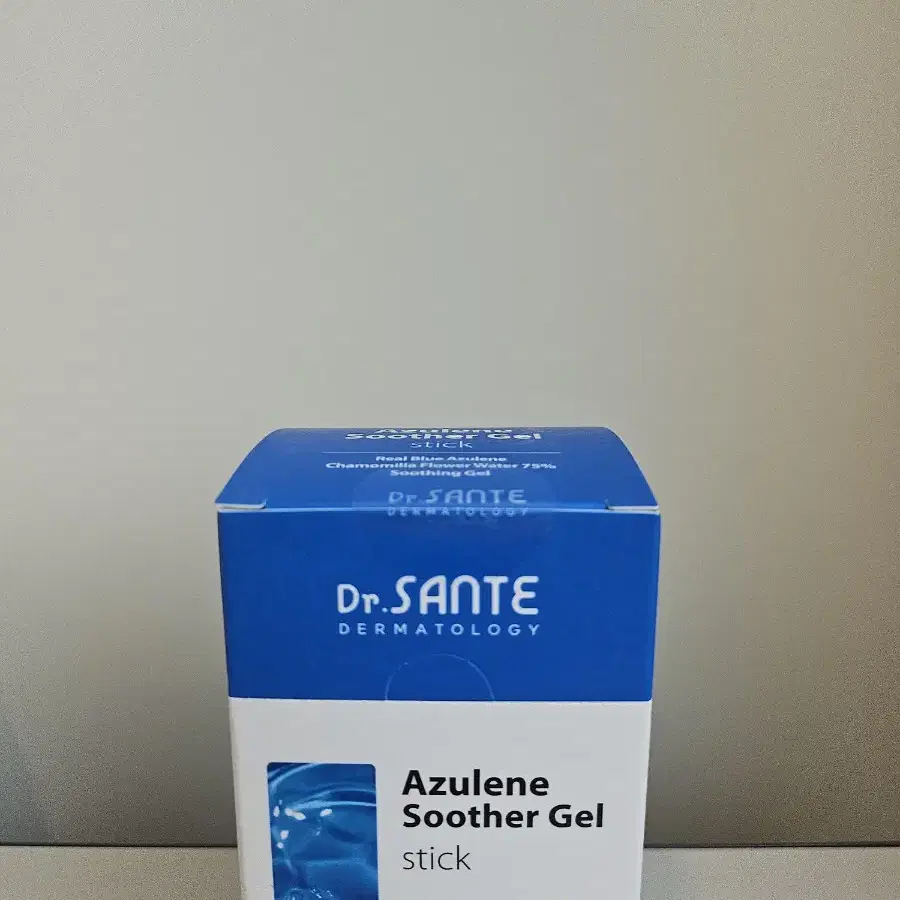 Azulene
Soother Gel
stick
Real Blue Azulene
Chamomilla Flower Water 75%
Soothing Gel
Dr.SANTE
DERMATOLOGY
Dr.SANTE
DERMATOLOGY
Azulene
Soother Gel
stick